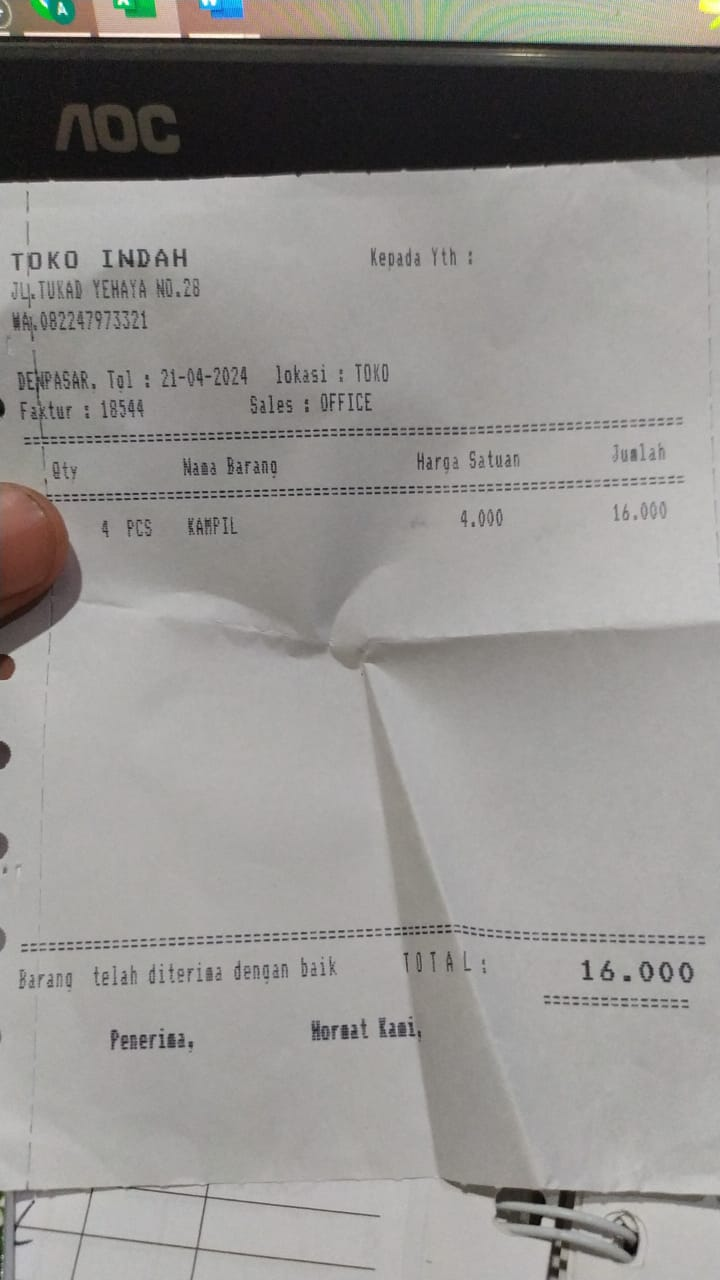 AOC
TOKO INDAH Kepada Yth :
JL.TUKAD YEHAYA NO.28
WA.082247973321
DENPASAR, Tgl : 21-04-2024 lokasi : TOKO
Faktur : 18544 Sales : OFFICE
Qty Nama Barang Harga Satuan Jumlah
4 PCS KAMPIL 4.000 16.000
Barang telah diterima dengan baik TOTAL: 16.000
Penerima, Hormat Kami,